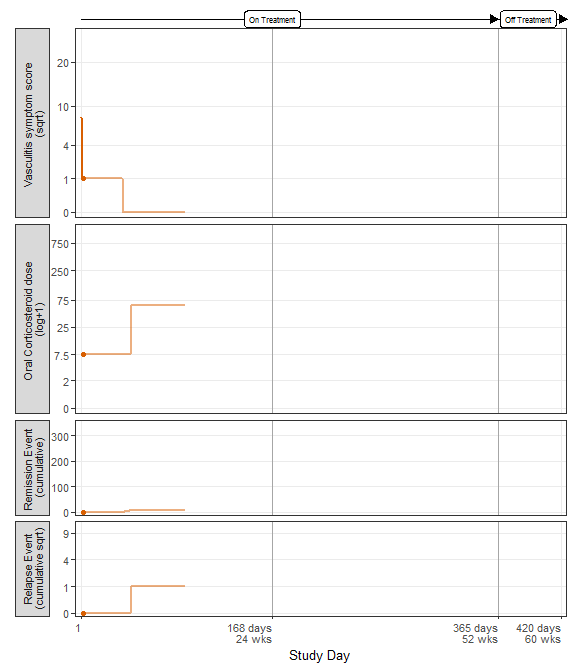 On Treatment
Off Treatment
Vasculitis symptom score
(sqrt)
20
10
4
1
0
Oral Corticosteroid dose
(log+1)
750
250
75
25
7.5
2
0
Remission Event
(cumulative)
300
200
100
0
Relapse Event
(cumulative sqrt)
9
4
1
0
1
168 days
24 wks
365 days
52 wks
420 days
60 wks
Study Day